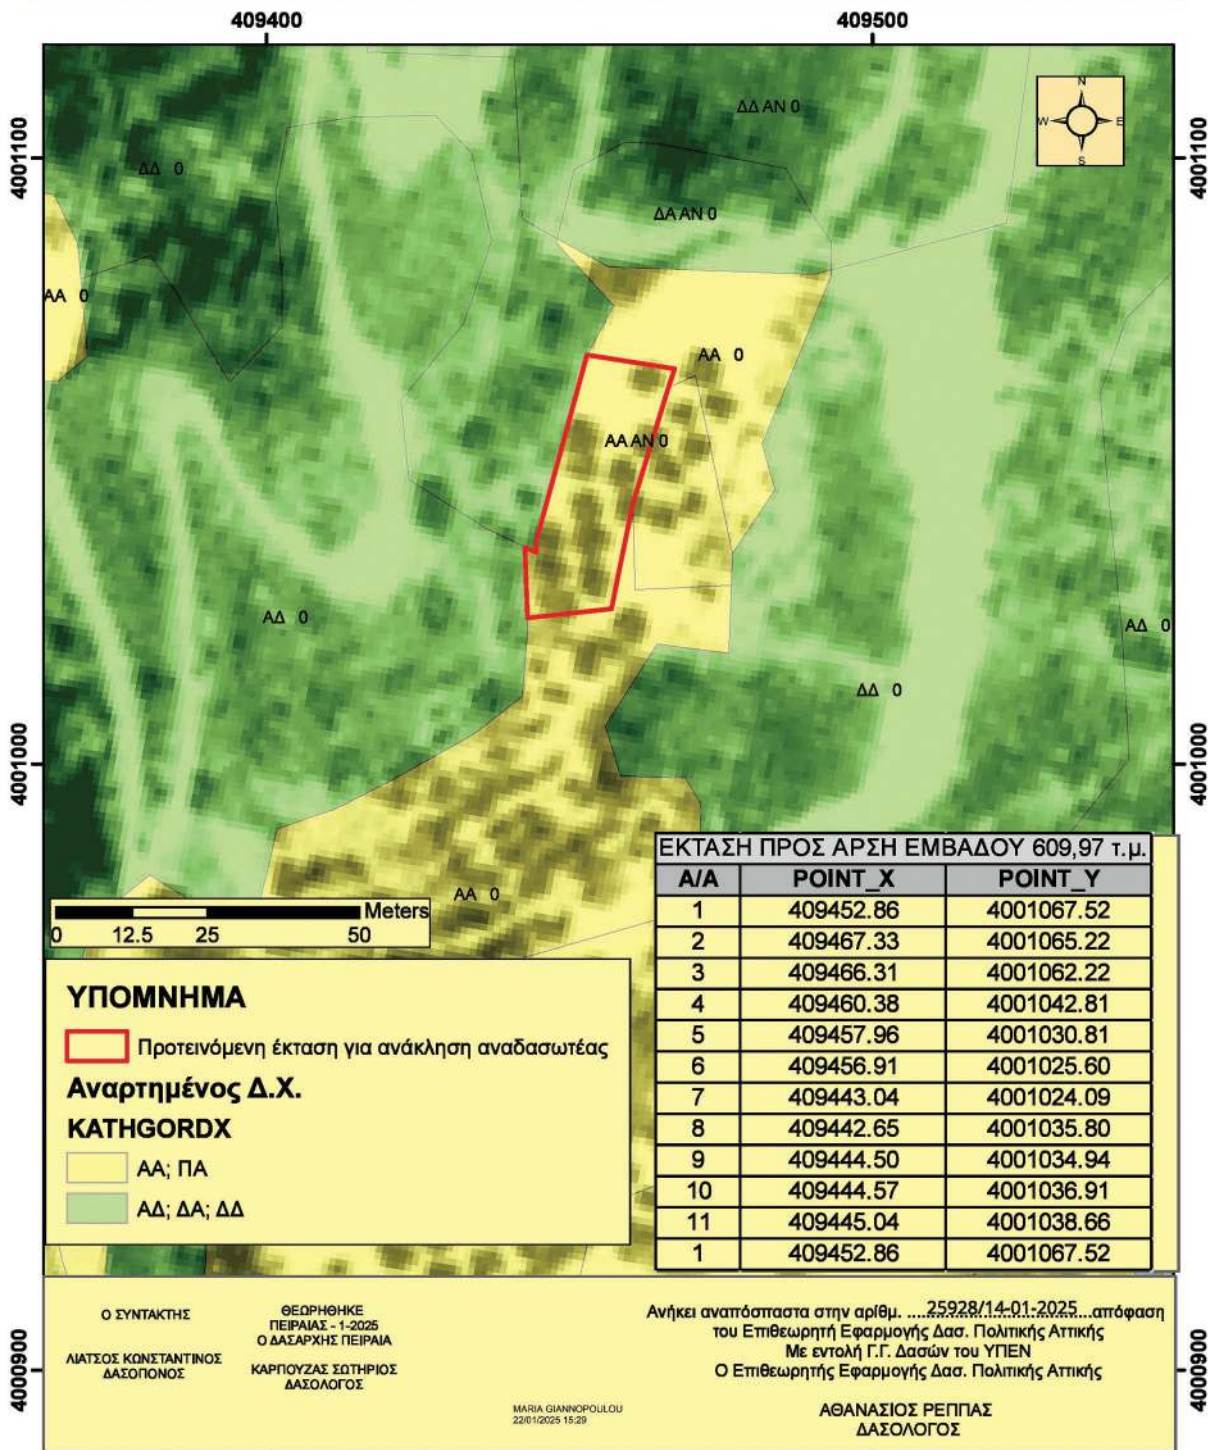 409400
409500
4001100
4001100
N
W
E
S
ΔΔ ΑΝ 0
ΔΔ 0
ΔΑ ΑΝ 0
ΑΑ 0
ΑΑ 0
ΑΑ ΑΝ 0
ΑΔ 0
ΑΔ 0
ΔΔ 0
4001000
4001000
ΑΑ 0
Meters
0 12.5 25 50
ΕΚΤΑΣΗ ΠΡΟΣ ΑΡΣΗ ΕΜΒΑΔΟΥ 609,97 τ.μ.
Α/Α POINT_X POINT_Y
1 409452.86 4001067.52
2 409467.33 4001065.22
3 409466.31 4001062.22
4 409460.38 4001042.81
5 409457.96 4001030.81
6 409456.91 4001025.60
7 409443.04 4001024.09
8 409442.65 4001035.80
9 409444.50 4001034.94
10 409444.57 4001036.91
11 409445.04 4001038.66
1 409452.86 4001067.52
ΥΠΟΜΝΗΜΑ
Προτεινόμενη έκταση για ανάκληση αναδασωτέας
Αναρτημένος Δ.Χ.
KATHGORDX
ΑΑ; ΠΑ
ΑΔ; ΔΑ; ΔΔ
4000900
4000900
Ο ΣΥΝΤΑΚΤΗΣ
ΛΙΑΤΣΟΣ ΚΩΝΣΤΑΝΤΙΝΟΣ
ΔΑΣΟΠΟΝΟΣ
ΘΕΩΡΗΘΗΚΕ
ΠΕΙΡΑΙΑΣ - 1-2025
Ο ΔΑΣΑΡΧΗΣ ΠΕΙΡΑΙΑ
ΚΑΡΠΟΥΖΑΣ ΣΩΤΗΡΙΟΣ
ΔΑΣΟΛΟΓΟΣ
MARIA GIANNOPOULOU
22/01/2025 15:29
Ανήκει αναπόσπαστα στην αρίθμ. ....25928/14-01-2025...απόφαση
του Επιθεωρητή Εφαρμογής Δασ. Πολιτικής Αττικής
Με εντολή Γ.Γ. Δασών του ΥΠΕΝ
Ο Επιθεωρητής Εφαρμογής Δασ. Πολιτικής Αττικής
ΑΘΑΝΑΣΙΟΣ ΡΕΠΠΑΣ
ΔΑΣΟΛΟΓΟΣ